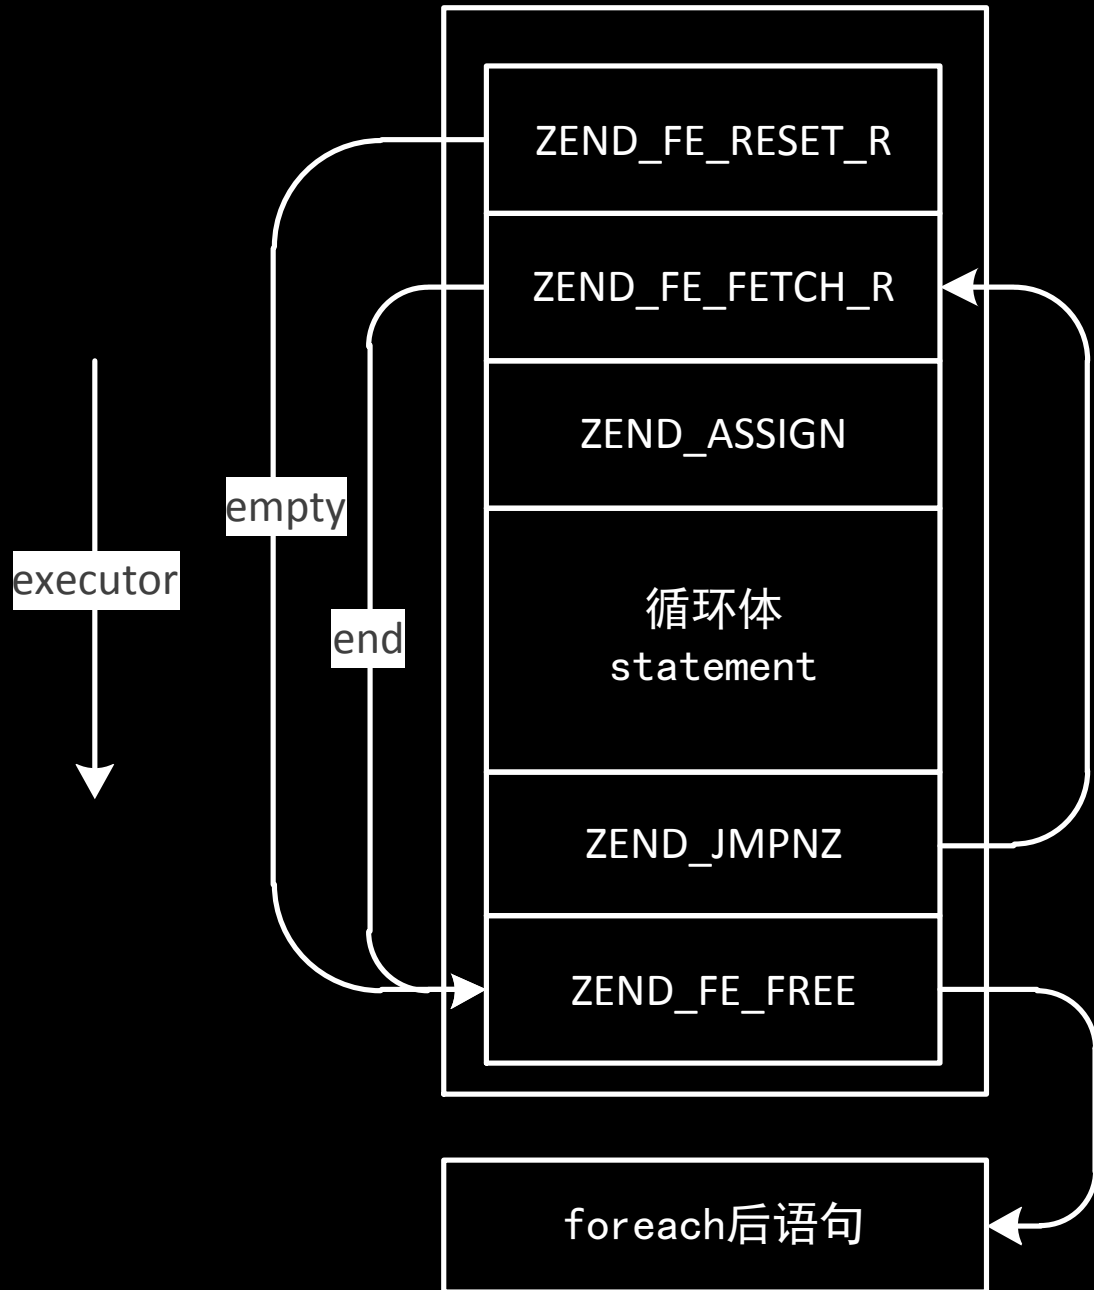 ZEND_FE_RESET_R
ZEND_FE_FETCH_R
ZEND_ASSIGN
empty
executor
循环体
statement
end
ZEND_JMPNZ
ZEND_FE_FREE
foreach后语句